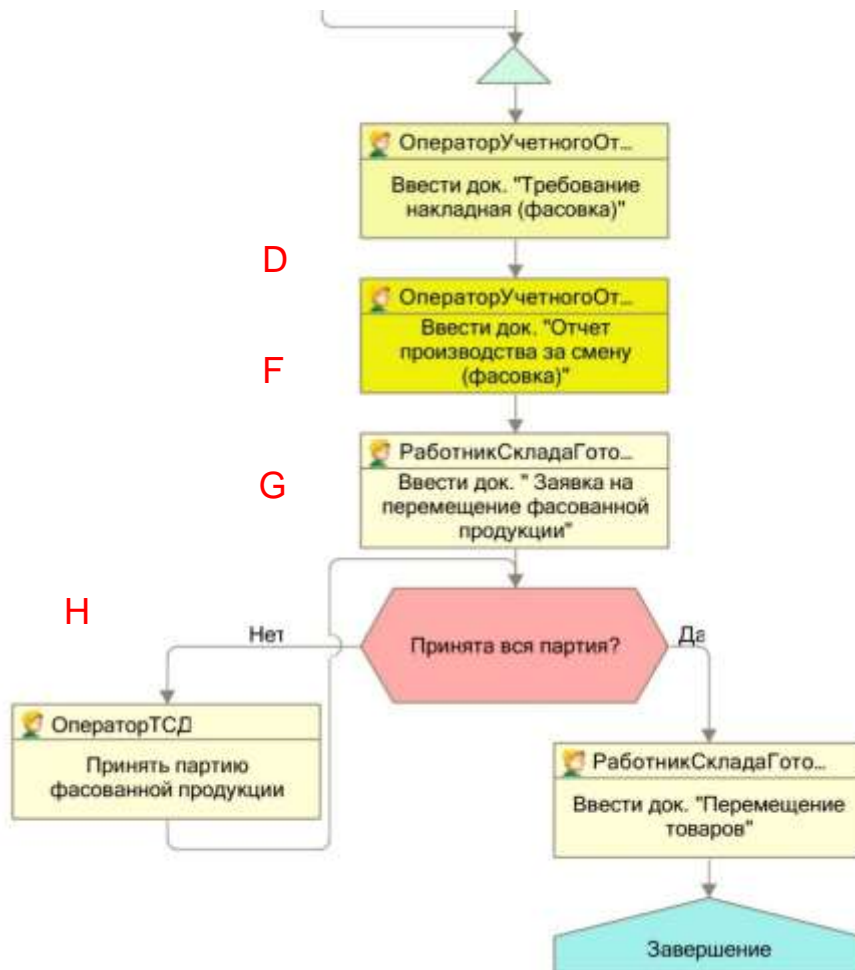 ОператорУчетногоОт...
Ввести док. "Требование
накладная (фасовка)"
D
ОператорУчетногоОт...
Ввести док. "Отчет
производства за смену
(фасовка)"
F
РаботникСкладаГото...
G
Ввести док. " Заявка на
перемещение фасованной
продукции"
H
Нет
Принята вся партия?
Да
ОператорТСД
Принять партию
фасованной продукции
РаботникСкладаГото...
Ввести док. "Перемещение
товаров"
Завершение